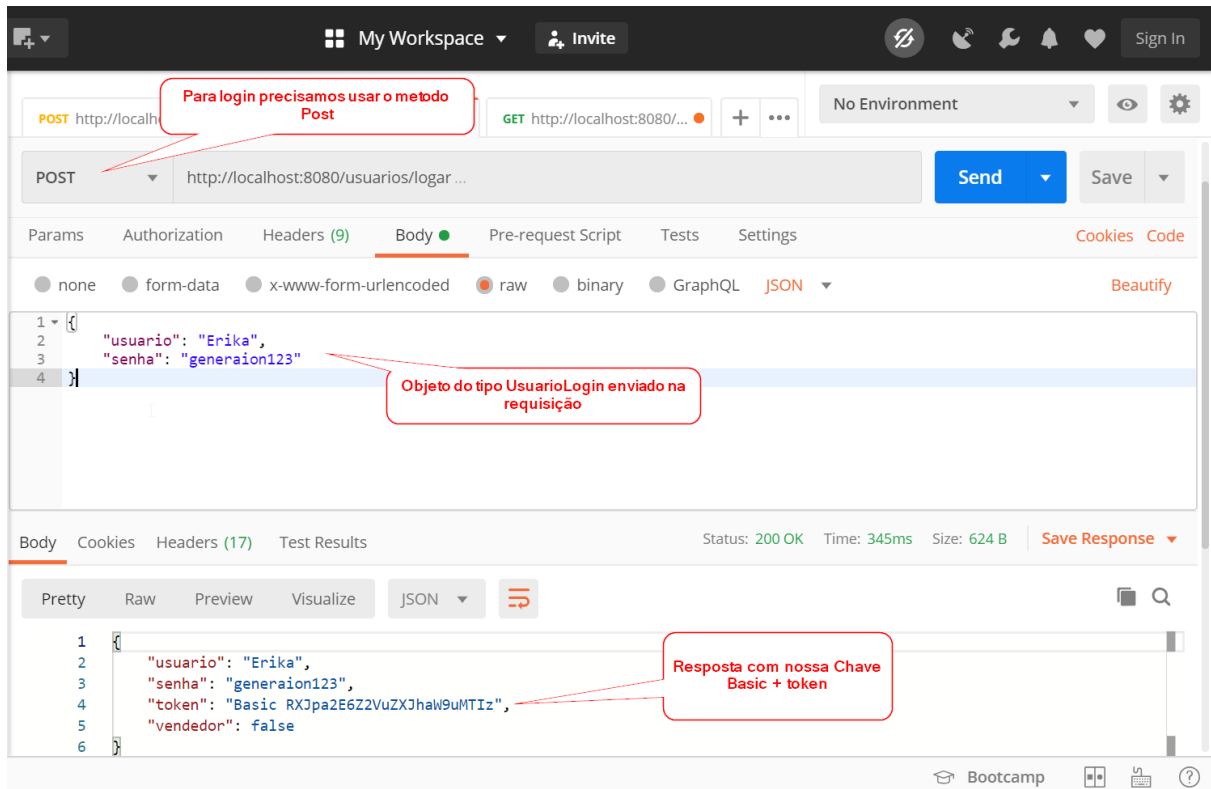 My Workspace
Invite
Sign In
Para login precisamos usar o metodo
Post
POST http://localh
GET http://localhost:8080/...
No Environment
POST
http://localhost:8080/usuarios/logar ...
Send
Save
Params
Authorization
Headers (9)
Body
Pre-request Script
Tests
Settings
Cookies
Code
none
form-data
x-www-form-urlencoded
raw
binary
GraphQL
JSON
Beautify
1 {
2 "usuario": "Erika",
3 "senha": "generaion123"
4 }
Objeto do tipo UsuarioLogin enviado na
requisição
Body
Cookies
Headers (17)
Test Results
Status: 200 OK
Time: 345ms
Size: 624 B
Save Response
Pretty
Raw
Preview
Visualize
JSON
1 {
2 "usuario": "Erika",
3 "senha": "generaion123",
4 "token": "Basic RXJpa2E6Z2VuZXJhaW9uMTIz",
5 "vendedor": false
6 }
Resposta com nossa Chave
Basic + token
Bootcamp